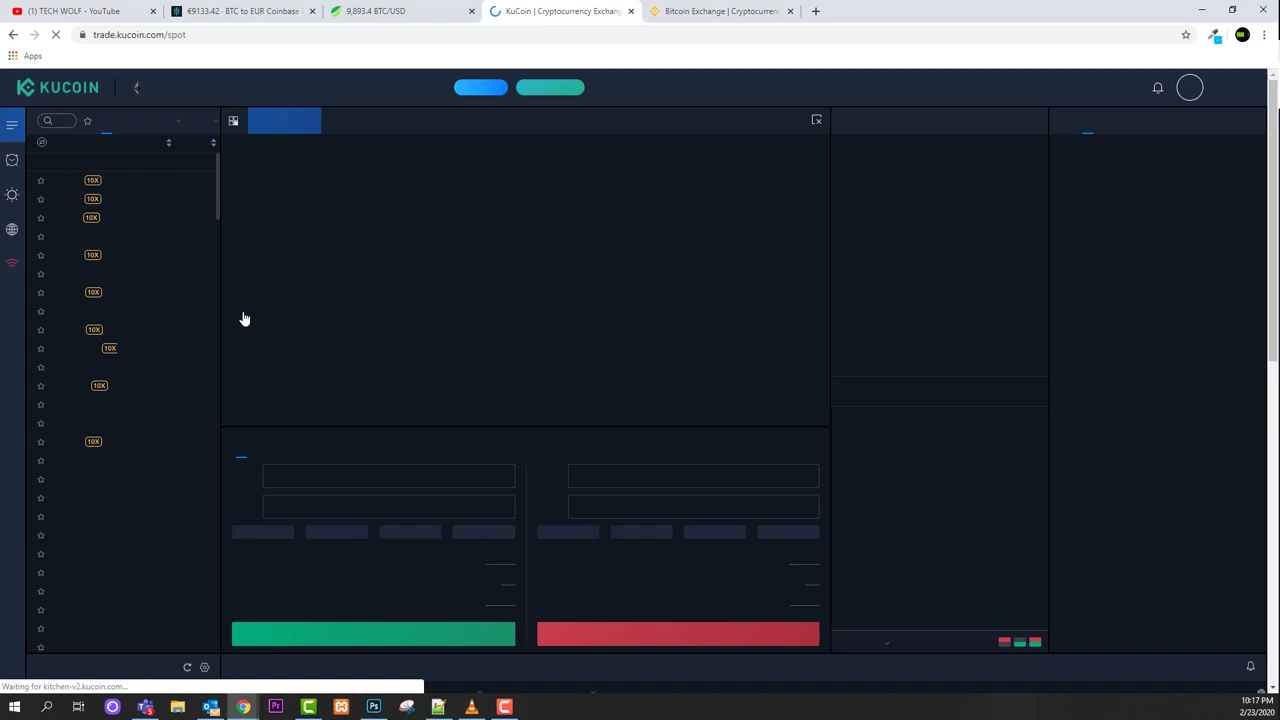 (1) TECH WOLF - YouTube
€9133.42 · BTC to EUR Coinbase
9,893.4 BTC/USD
KuCoin | Cryptocurrency Exchang
Bitcoin Exchange | Cryptocurrenc
trade.kucoin.com/spot
Apps
KUCOIN
10X
10X
10X
10X
10X
10X
10X
10X
10X
Waiting for kitchen-v2.kucoin.com...
10:17 PM
2/23/2020